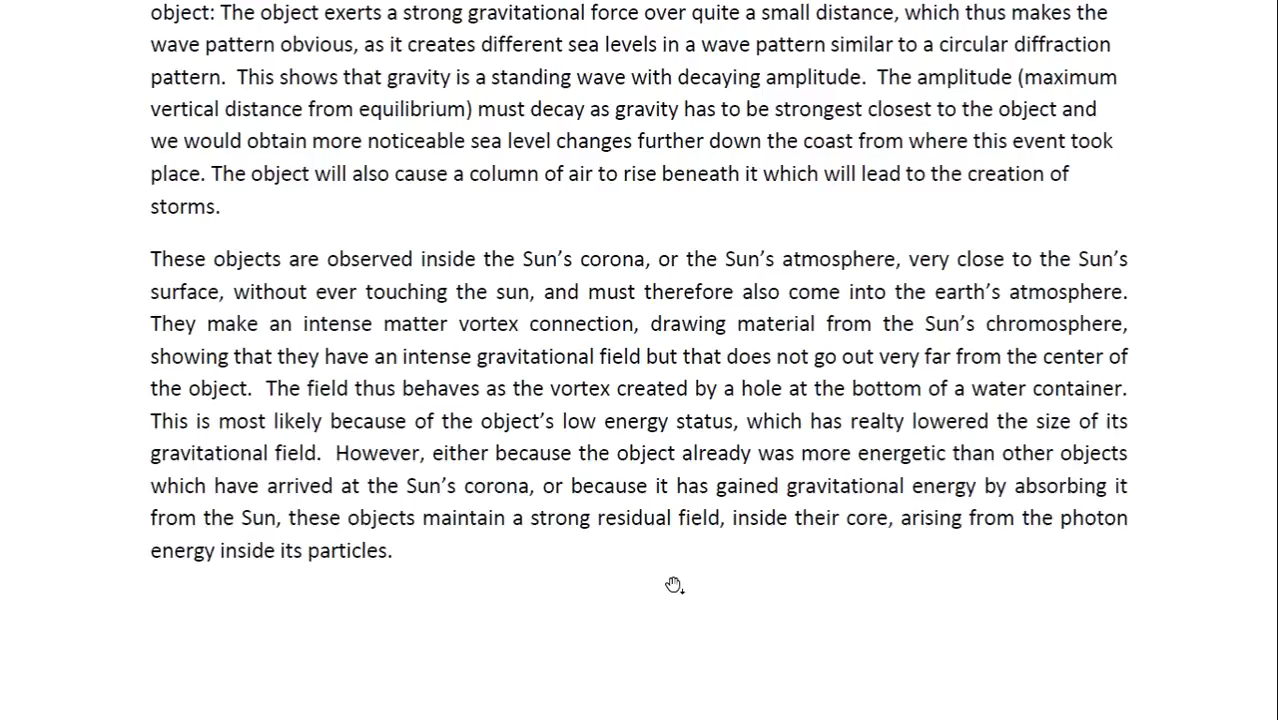 object: The object exerts a strong gravitational force over quite a small distance, which thus makes the
wave pattern obvious, as it creates different sea levels in a wave pattern similar to a circular diffraction
pattern.  This shows that gravity is a standing wave with decaying amplitude.  The amplitude (maximum
vertical distance from equilibrium) must decay as gravity has to be strongest closest to the object and
we would obtain more noticeable sea level changes further down the coast from where this event took
place. The object will also cause a column of air to rise beneath it which will lead to the creation of
storms.
These objects are observed inside the Sun’s corona, or the Sun’s atmosphere, very close to the Sun’s
surface, without ever touching the sun, and must therefore also come into the earth’s atmosphere.
They make an intense matter vortex connection, drawing material from the Sun’s chromosphere,
showing that they have an intense gravitational field but that does not go out very far from the center of
the object.  The field thus behaves as the vortex created by a hole at the bottom of a water container.
This is most likely because of the object’s low energy status, which has realty lowered the size of its
gravitational field.  However, either because the object already was more energetic than other objects
which have arrived at the Sun’s corona, or because it has gained gravitational energy by absorbing it
from the Sun, these objects maintain a strong residual field, inside their core, arising from the photon
energy inside its particles.